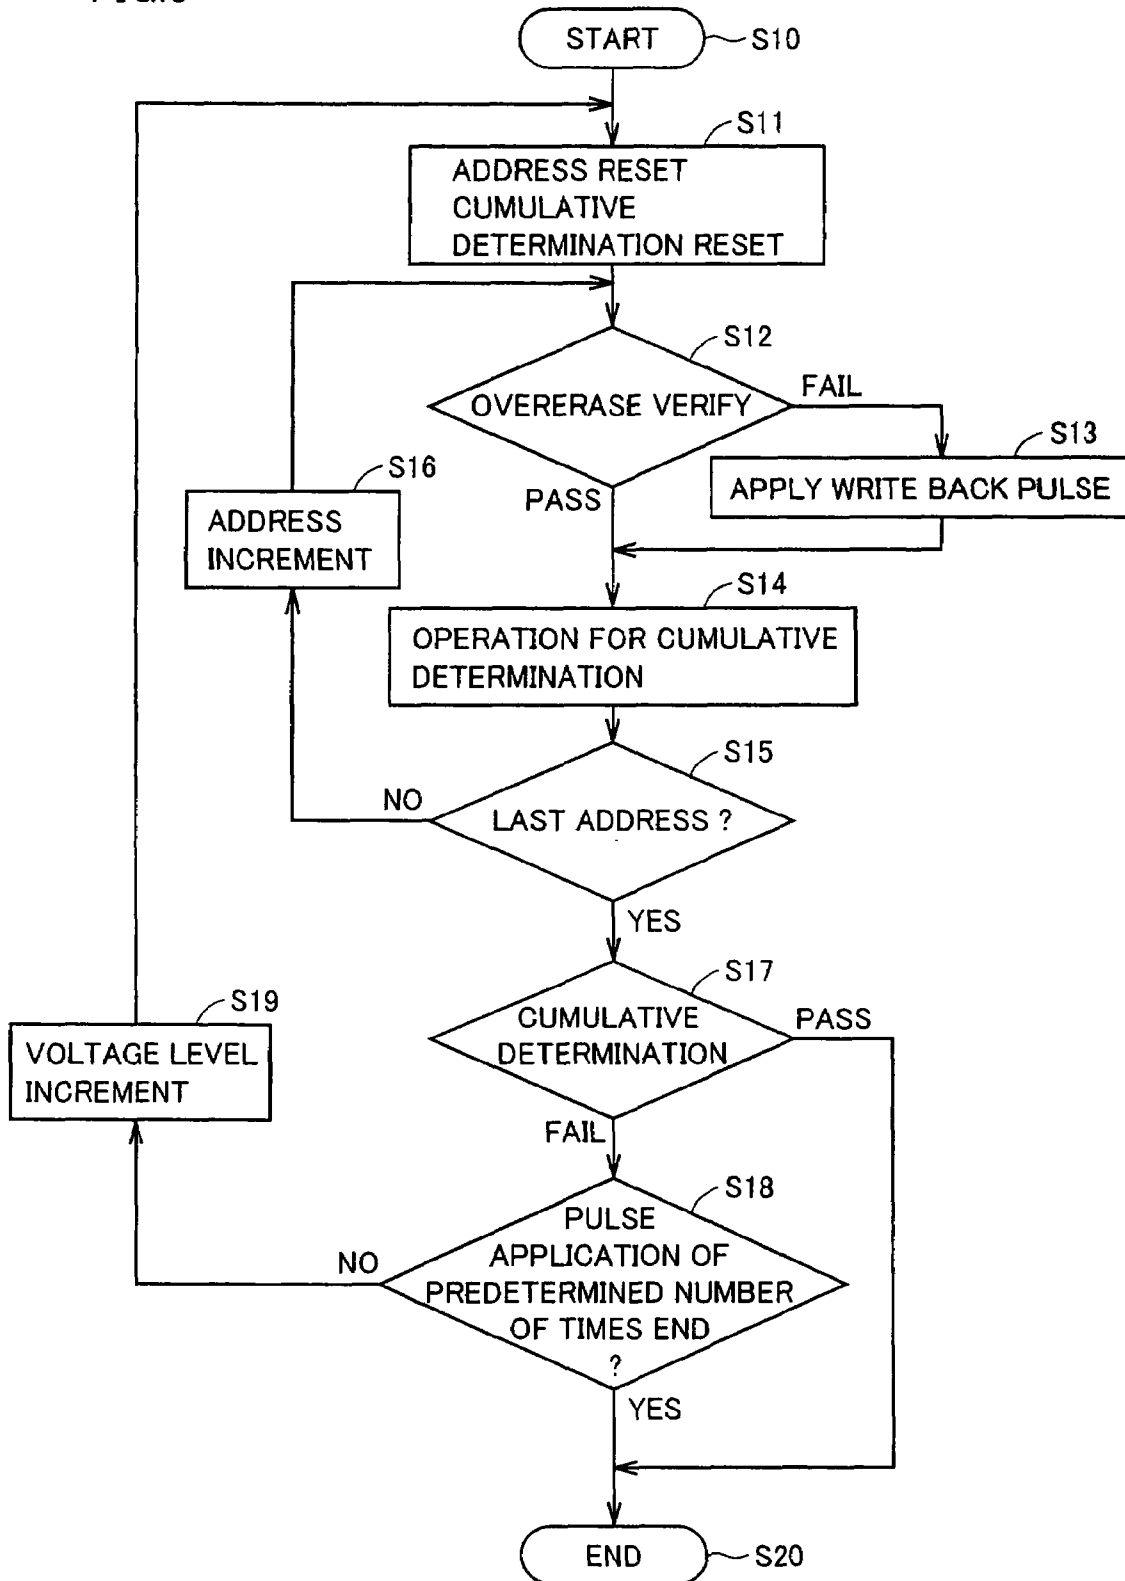 START
S10
S11
ADDRESS RESET
CUMULATIVE
DETERMINATION RESET
S12
OVERERASE VERIFY
FAIL
S13
APPLY WRITE BACK PULSE
PASS
S16
ADDRESS
INCREMENT
S14
OPERATION FOR CUMULATIVE
DETERMINATION
S15
LAST ADDRESS ?
NO
YES
S17
CUMULATIVE
DETERMINATION
PASS
S19
VOLTAGE LEVEL
INCREMENT
FAIL
S18
PULSE
APPLICATION OF
PREDETERMINED NUMBER
OF TIMES END
?
NO
YES
END
S20